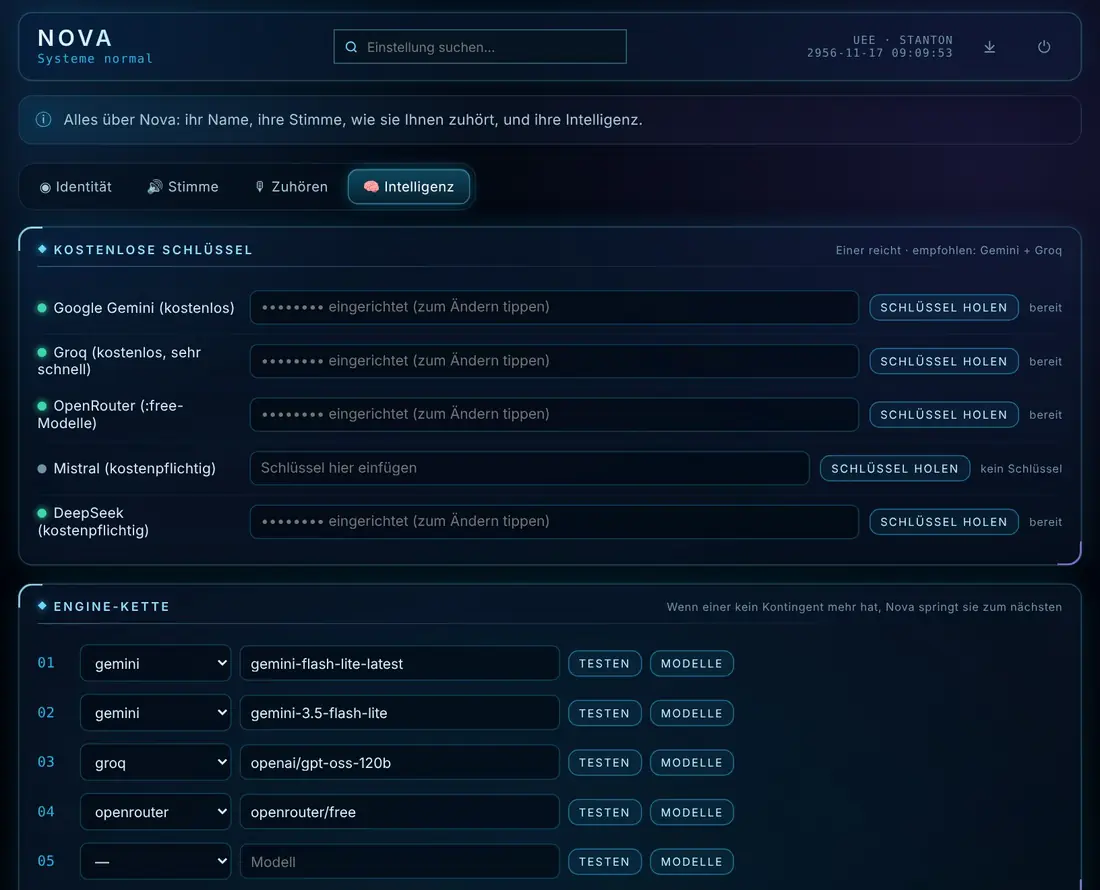 NOVA
Systeme normal
Einstellung suchen...
UEE · STANTON
2956-11-17 09:09:53
Alles über Nova: ihr Name, ihre Stimme, wie sie Ihnen zuhört, und ihre Intelligenz.
Identität
Stimme
Zuhören
Intelligenz
KOSTENLOSE SCHLÜSSEL
Einer reicht · empfohlen: Gemini + Groq
Google Gemini (kostenlos)
•••••••• eingerichtet (zum Ändern tippen)
SCHLÜSSEL HOLEN
bereit
Groq (kostenlos, sehr
schnell)
•••••••• eingerichtet (zum Ändern tippen)
SCHLÜSSEL HOLEN
bereit
OpenRouter (:free-
Modelle)
•••••••• eingerichtet (zum Ändern tippen)
SCHLÜSSEL HOLEN
bereit
Mistral (kostenpflichtig)
Schlüssel hier einfügen
SCHLÜSSEL HOLEN
kein Schlüssel
DeepSeek
(kostenpflichtig)
•••••••• eingerichtet (zum Ändern tippen)
SCHLÜSSEL HOLEN
bereit
ENGINE-KETTE
Wenn einer kein Kontingent mehr hat, Nova springt sie zum nächsten
01
gemini
gemini-flash-lite-latest
TESTEN
MODELLE
02
gemini
gemini-3.5-flash-lite
TESTEN
MODELLE
03
groq
openai/gpt-oss-120b
TESTEN
MODELLE
04
openrouter
openrouter/free
TESTEN
MODELLE
05
—
Modell
TESTEN
MODELLE